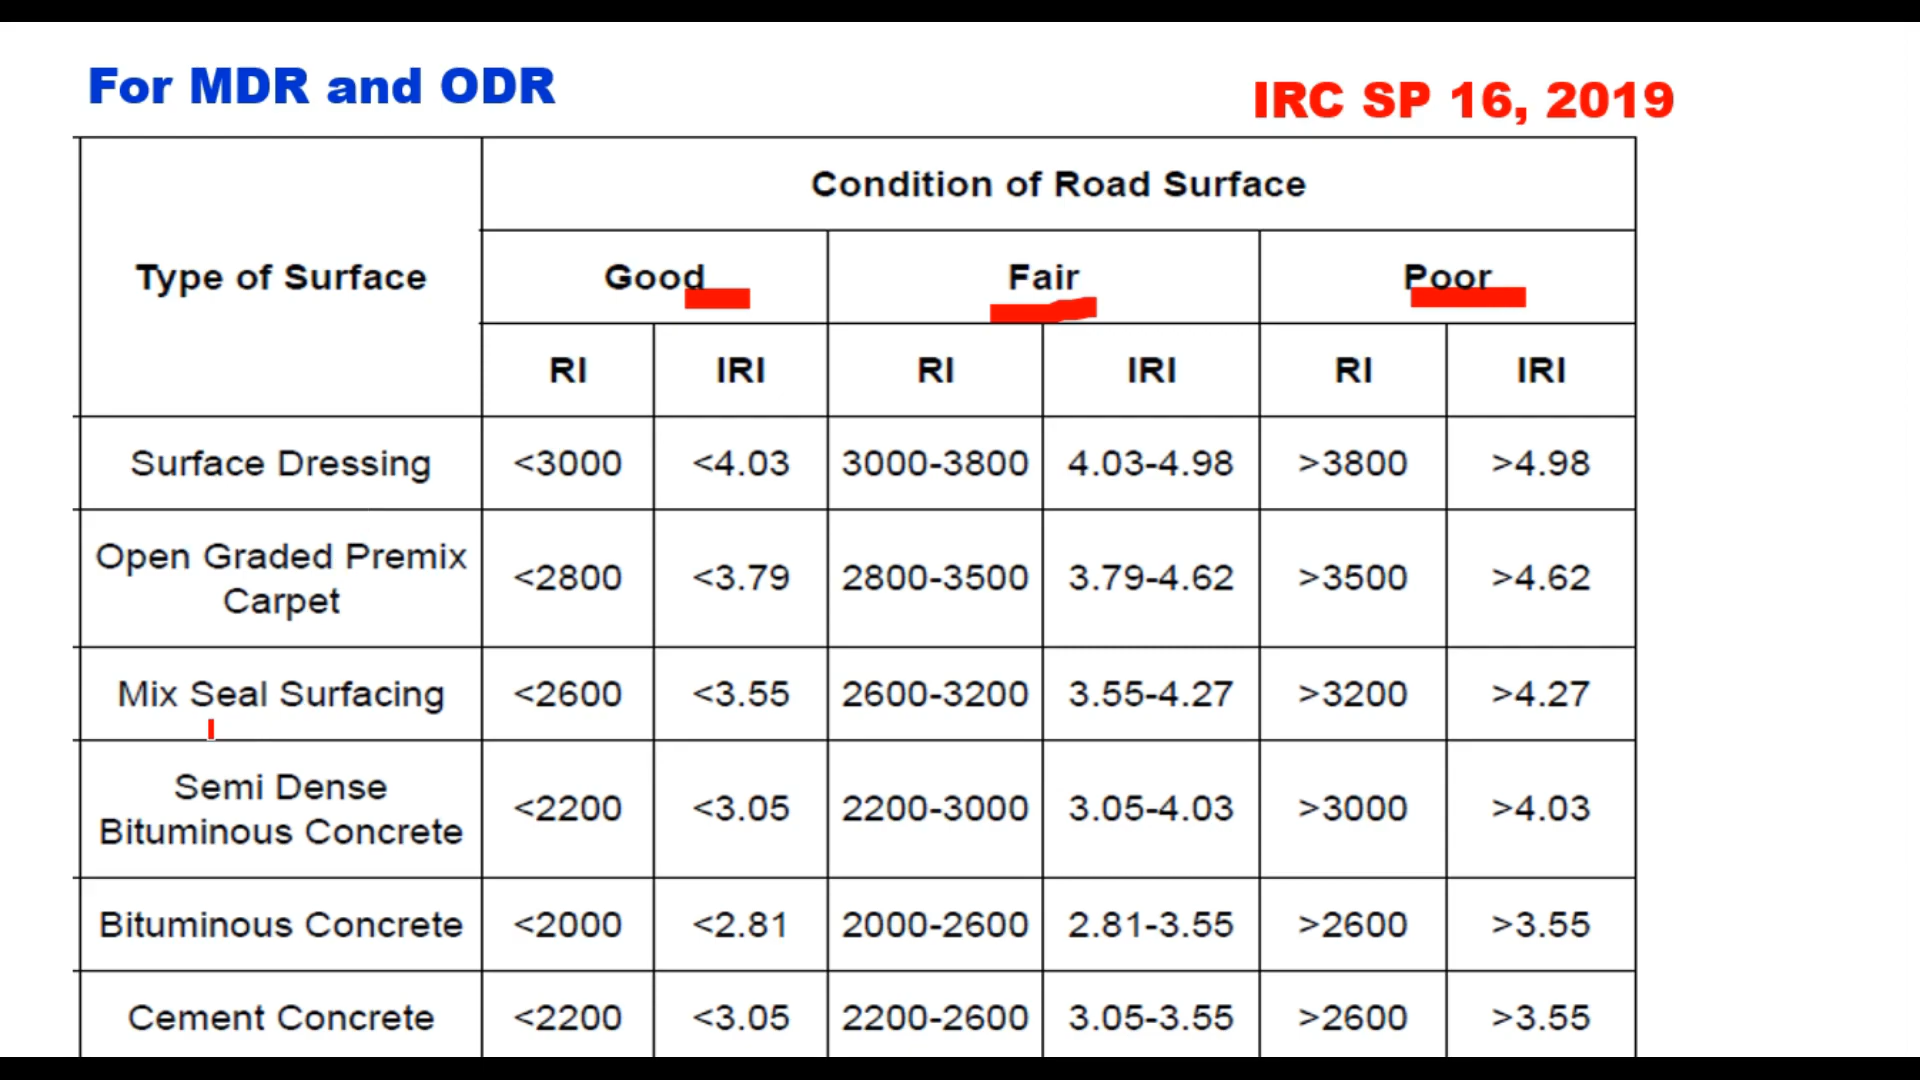 For MDR and ODR
IRC SP 16, 2019
Type of Surface
Condition of Road Surface
Good Fair Poor
RI IRI RI IRI RI IRI
Surface Dressing <3000 <4.03 3000-3800 4.03-4.98 >3800 >4.98
Open Graded Premix
Carpet <2800 <3.79 2800-3500 3.79-4.62 >3500 >4.62
Mix Seal Surfacing <2600 <3.55 2600-3200 3.55-4.27 >3200 >4.27
Semi Dense
Bituminous Concrete <2200 <3.05 2200-3000 3.05-4.03 >3000 >4.03
Bituminous Concrete <2000 <2.81 2000-2600 2.81-3.55 >2600 >3.55
Cement Concrete <2200 <3.05 2200-2600 3.05-3.55 >2600 >3.55